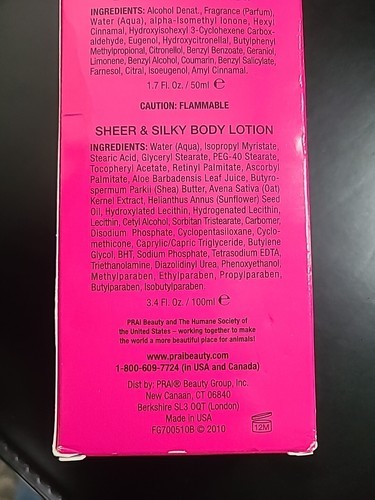 INGREDIENTS: Alcohol Denat., Fragrance (Parfum),
Water (Aqua), alpha-Isomethyl Ionone, Hexyl
Cinnamal, Hydroxyisohexyl 3-Cyclohexene Carbox-
aldehyde, Eugenol, Hydroxycitronellal, Butylphenyl
Methylpropional, Citronellol, Benzyl Benzoate, Geraniol,
Limonene, Benzyl Alcohol, Coumarin, Benzyl Salicylate,
Farnesol, Citral, Isoeugenol, Amyl Cinnamal.
1.7 Fl. Oz. / 50ml ℮
CAUTION: FLAMMABLE
SHEER & SILKY BODY LOTION
INGREDIENTS: Water (Aqua), Isopropyl Myristate,
Stearic Acid, Glyceryl Stearate, PEG-40 Stearate,
Tocopheryl Acetate, Retinyl Palmitate, Ascorbyl
Palmitate, Aloe Barbadensis Leaf Juice, Butyro-
spermum Parkii (Shea) Butter, Avena Sativa (Oat)
Kernel Extract, Helianthus Annus (Sunflower) Seed
Oil, Hydroxylated Lecithin, Hydrogenated Lecithin,
Lecithin, Cetyl Alcohol, Sorbitan Tristearate, Carbomer,
Disodium Phosphate, Cyclopentasiloxane, Cyclo-
methicone, Caprylic/Capric Triglyceride, Butylene
Glycol, BHT, Sodium Phosphate, Tetrasodium EDTA,
Triethanolamine, Diazolidinyl Urea, Phenoxyethanol,
Methylparaben, Ethylparaben, Propylparaben,
Butylparaben, Isobutylparaben.
3.4 Fl. Oz. / 100ml ℮
PRAI Beauty and The Humane Society of
the United States – working together to make
the world a more beautiful place for animals!
www.praibeauty.com
1-800-609-7724 (in USA and Canada)
Dist by: PRAI® Beauty Group, Inc.
New Canaan, CT 06840
Berkshire SL3 0QT (London)
Made in USA
FG700510B © 2010
12M